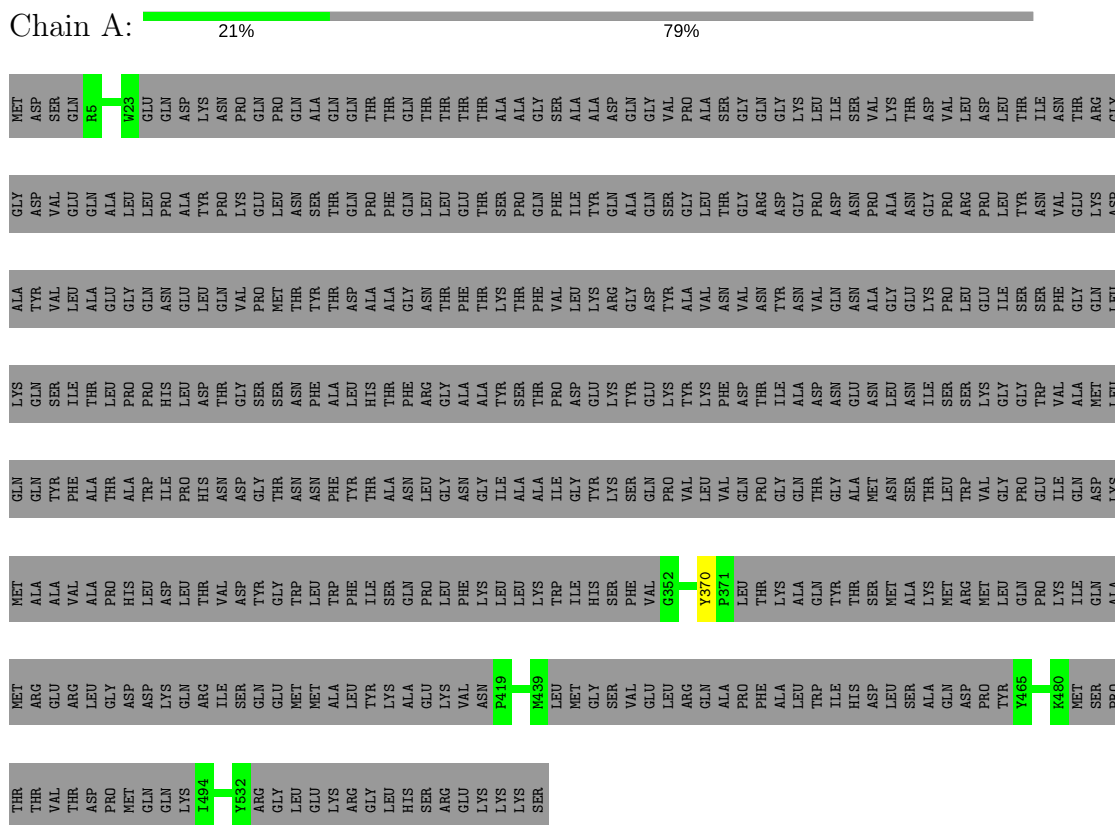 Chain A:
21% 79%
MET ASP SER GLN R5 W23 GLU GLN ASP LYS ASN PRO GLN PRO GLN ALA GLN GLN THR THR GLN THR THR THR THR ALA ALA GLY SER ALA ALA ASP GLN GLY VAL PRO ALA SER GLY GLN GLY LYS LEU ILE SER VAL LYS THR ASP VAL LEU ASP LEU THR ILE ASN THR ARG GLY
GLY ASP VAL GLU GLN ALA LEU LEU PRO ALA TYR PRO LYS GLU LEU ASN SER THR GLN PRO PHE GLN LEU LEU GLU THR SER PRO GLN PHE ILE TYR GLN ALA GLN SER GLY LEU THR GLY ARG ASP GLY PRO ASP ASN PRO ALA ASN GLY PRO ARG PRO LEU TYR ASN VAL GLU LYS ASP
ALA TYR VAL LEU ALA GLU GLY GLN ASN GLU LEU GLN VAL PRO MET THR TYR THR ASP ALA ALA GLY ASN THR PHE THR LYS THR PHE VAL LEU LYS ARG GLY ASP TYR ALA VAL ASN VAL ASN TYR ASN VAL GLN ASN ALA GLY GLU LYS PRO LEU GLU ILE SER SER PHE GLY GLN LEU
LYS GLN SER ILE THR LEU PRO PRO HIS LEU ASP THR GLY SER SER ASN PHE ALA LEU HIS THR PHE ARG GLY ALA ALA TYR SER THR PRO ASP GLU LYS TYR GLU LYS TYR LYS PHE ASP THR ILE ALA ASP ASN GLU ASN LEU ASN ILE SER SER LYS GLY GLY TRP VAL ALA MET LEU
GLN GLN TYR PHE ALA THR ALA TRP ILE PRO HIS ASN ASP GLY THR ASN ASN PHE TYR THR ALA ASN LEU GLY ASN GLY ILE ALA ALA ILE GLY TYR LYS SER GLN PRO VAL LEU VAL GLN PRO GLY GLN THR GLY ALA MET ASN SER THR LEU TRP VAL GLY PRO GLU ILE GLN ASP LYS
MET ALA ALA VAL ALA PRO HIS LEU ASP LEU THR VAL ASP TYR GLY TRP LEU TRP PHE ILE SER GLN PRO LEU PHE LYS LEU LEU LYS TRP ILE HIS SER PHE VAL G352 Y370 P371 LEU THR LYS ALA GLN TYR THR SER MET ALA LYS MET ARG MET LEU GLN PRO LYS ILE GLN ALA
MET ARG GLU ARG LEU GLY ASP ASP LYS GLN ARG ILE SER GLN GLU MET MET ALA LEU TYR LYS ALA GLU LYS VAL ASN P419 M439 LEU MET GLY SER VAL GLU LEU ARG GLN ALA PRO PHE ALA LEU TRP ILE HIS ASP LEU SER ALA GLN ASP PRO TYR Y465 K480 MET SER PRO
THR THR VAL THR ASP PRO MET GLN GLN LYS I494 Y532 ARG GLY LEU GLU LYS ARG GLY LEU HIS SER ARG GLU LYS LYS LYS SER